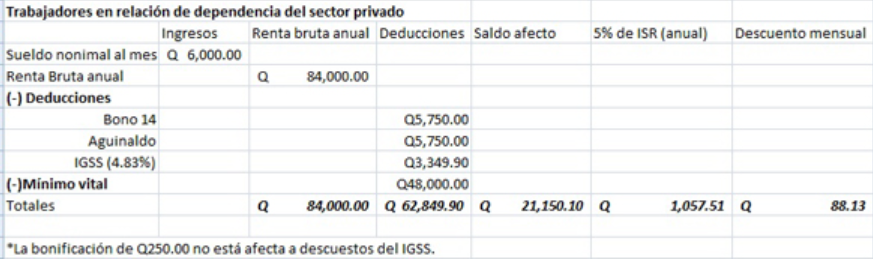 Trabajadores en relación de dependencia del sector privado
Ingresos Renta bruta anual Deducciones Saldo afecto 5% de ISR (anual) Descuento mensual
Sueldo nonimal al mes Q 6,000.00
Renta Bruta anual Q 84,000.00
(-) Deducciones
Bono 14 Q5,750.00
Aguinaldo Q5,750.00
IGSS (4.83%) Q3,349.90
(-)Mínimo vital Q48,000.00
Totales Q 84,000.00 Q 62,849.90 Q 21,150.10 Q 1,057.51 Q 88.13
*La bonificación de Q250.00 no está afecta a descuentos del IGSS.